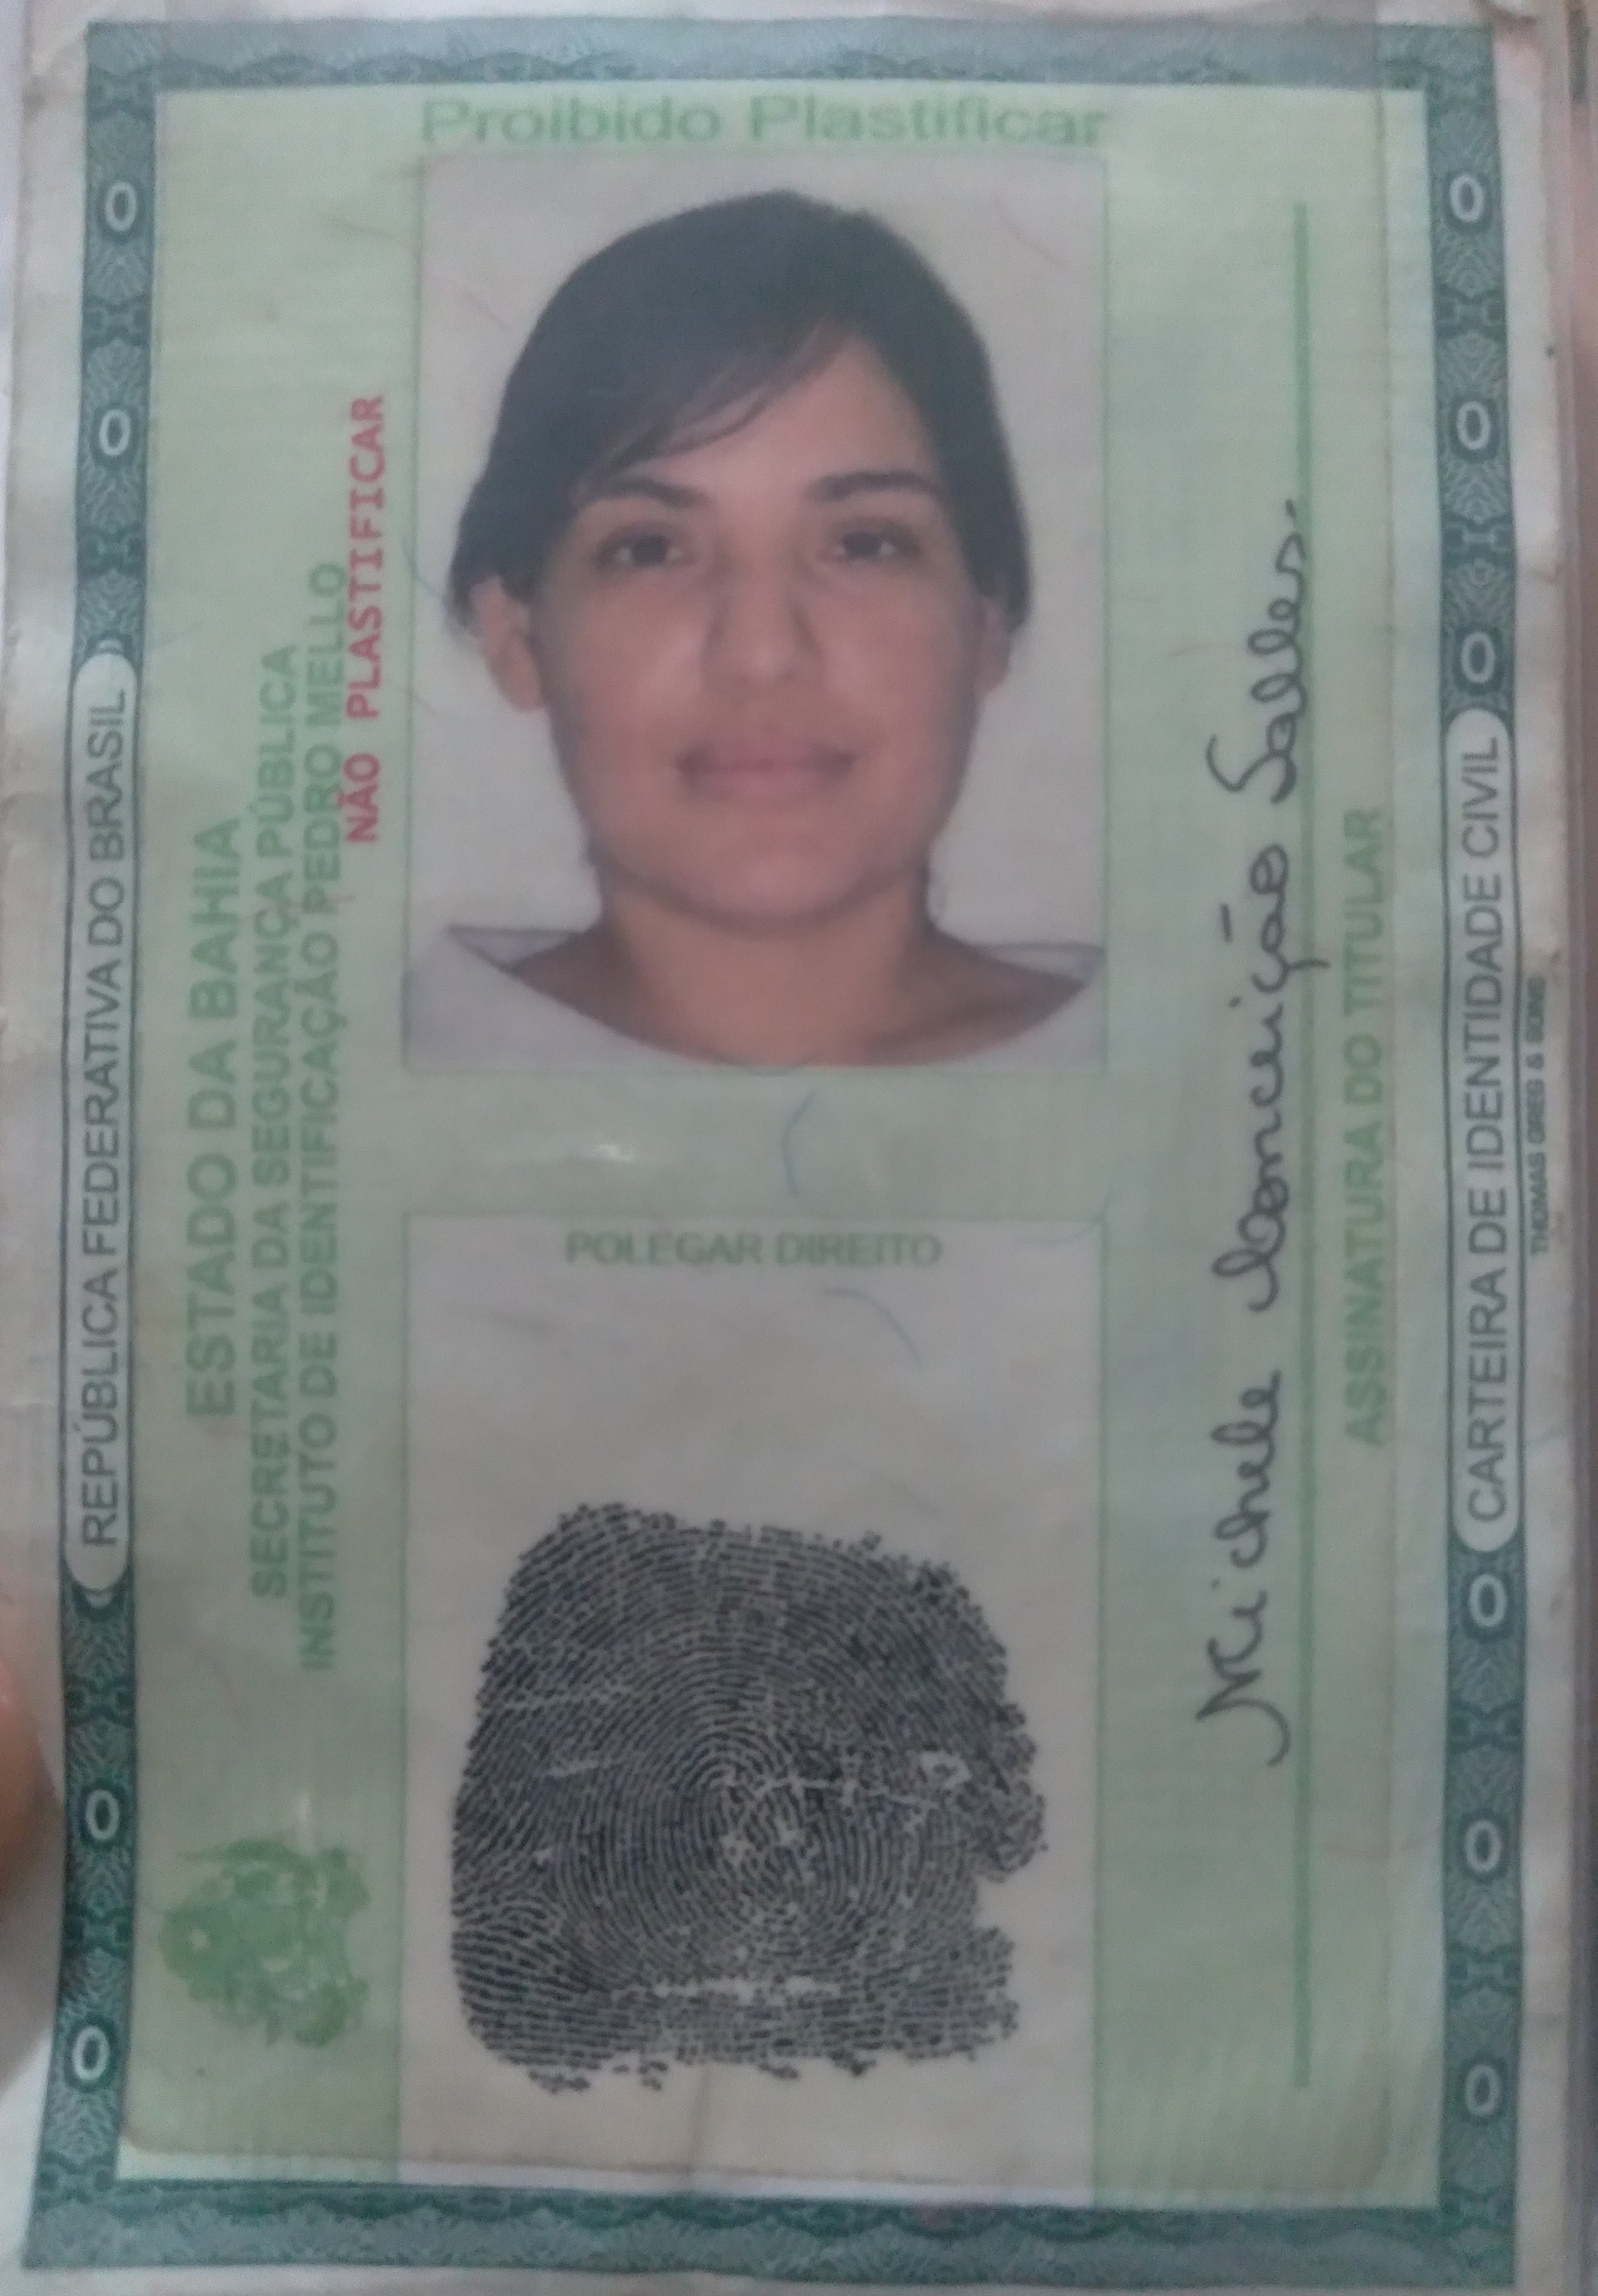 REPÚBLICA FEDERATIVA DO BRASIL
ESTADO DA BAHIA
SECRETARIA DA SEGURANÇA PÚBLICA
INSTITUTO DE IDENTIFICAÇÃO PEDRO MELLO
NÃO PLASTIFICAR
Proibido Plastificar
POLEGAR DIREITO
Michele Conceição Salles
ASSINATURA DO TITULAR
CARTEIRA DE IDENTIDADE CIVIL
THOMAS GREG & SONS